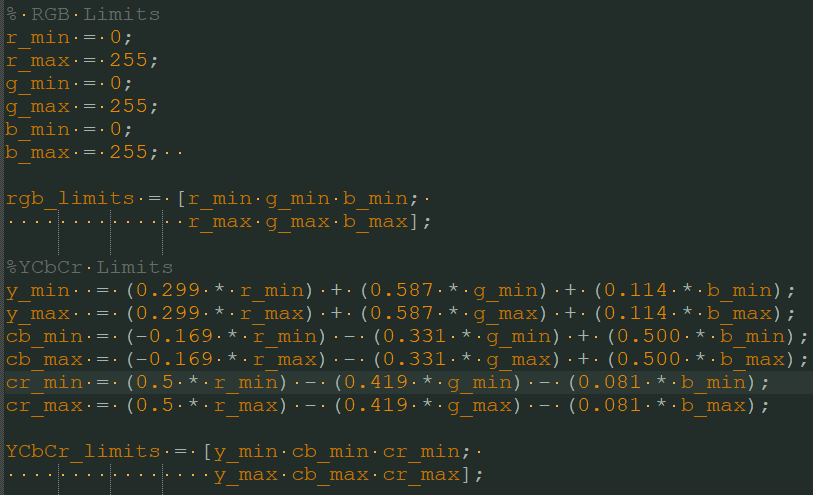 % RGB Limits
r_min = 0;
r_max = 255;
g_min = 0;
g_max = 255;
b_min = 0;
b_max = 255;
rgb_limits = [r_min g_min b_min;
r_max g_max b_max];
%YCbCr Limits
y_min  = (0.299 * r_min) + (0.587 * g_min) + (0.114 * b_min);
y_max  = (0.299 * r_max) + (0.587 * g_max) + (0.114 * b_max);
cb_min = (-0.169 * r_min) - (0.331 * g_min) + (0.500 * b_min);
cb_max = (-0.169 * r_max) - (0.331 * g_max) + (0.500 * b_max);
cr_min = (0.5 * r_min) - (0.419 * g_min) - (0.081 * b_min);
cr_max = (0.5 * r_max) - (0.419 * g_max) - (0.081 * b_max);
YCbCr_limits = [y_min cb_min cr_min;
y_max cb_max cr_max];